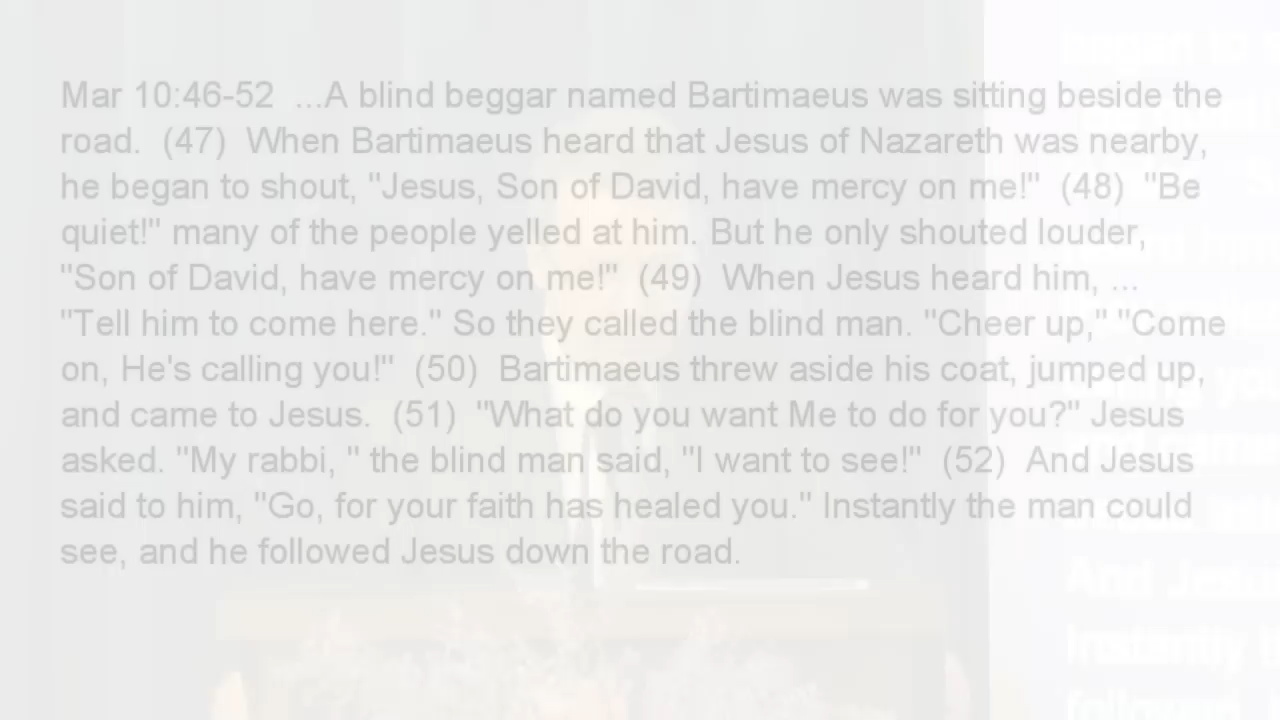 Mar 10:46-52  ...A blind beggar named Bartimaeus was sitting beside the
road.  (47)  When Bartimaeus heard that Jesus of Nazareth was nearby,
he began to shout, "Jesus, Son of David, have mercy on me!"  (48)  "Be
quiet!" many of the people yelled at him. But he only shouted louder,
"Son of David, have mercy on me!"  (49)  When Jesus heard him, ...
"Tell him to come here." So they called the blind man. "Cheer up," "Come
on, He's calling you!"  (50)  Bartimaeus threw aside his coat, jumped up,
and came to Jesus.  (51)  "What do you want Me to do for you?" Jesus
asked. "My rabbi, " the blind man said, "I want to see!"  (52)  And Jesus
said to him, "Go, for your faith has healed you." Instantly the man could
see, and he followed Jesus down the road.